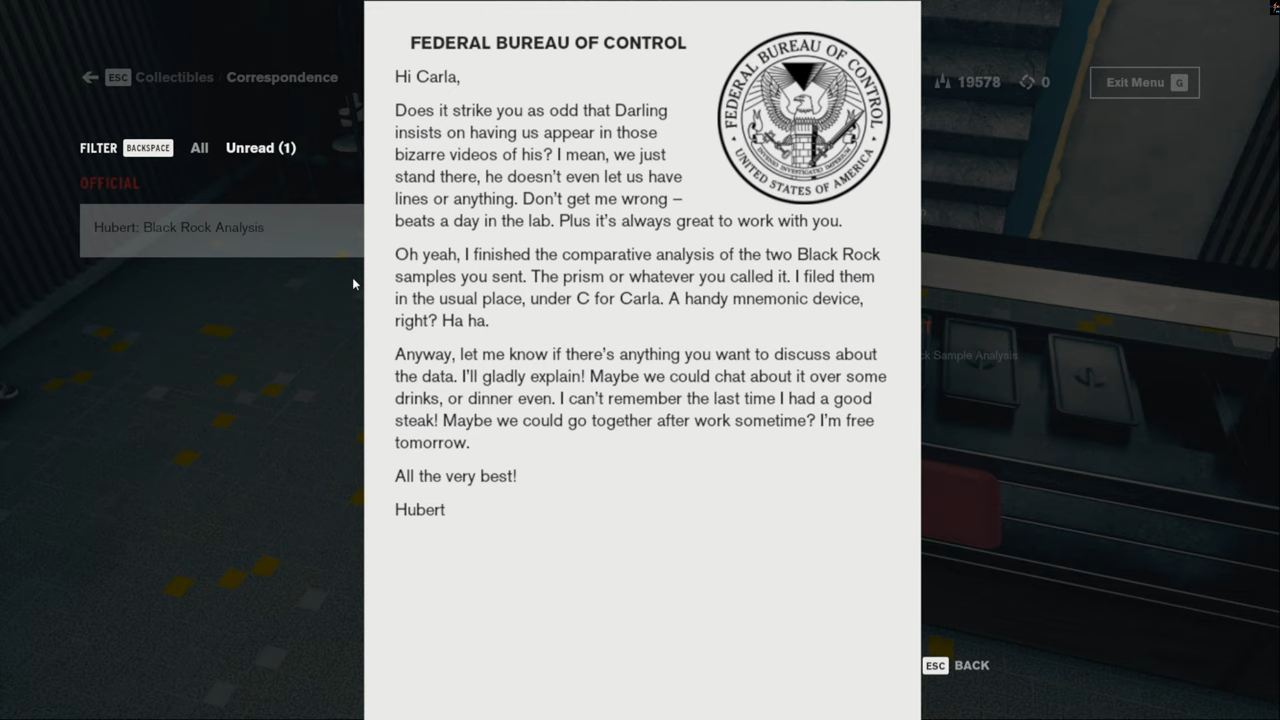 FEDERAL BUREAU OF CONTROL
FEDERAL BUREAU OF CONTROL
UNITED STATES OF AMERICA
Hi Carla,
Does it strike you as odd that Darling
insists on having us appear in those
bizarre videos of his? I mean, we just
stand there, he doesn't even let us have
lines or anything. Don't get me wrong –
beats a day in the lab. Plus it's always great to work with you.
Oh yeah, I finished the comparative analysis of the two Black Rock
samples you sent. The prism or whatever you called it. I filed them
in the usual place, under C for Carla. A handy mnemonic device,
right? Ha ha.
Anyway, let me know if there's anything you want to discuss about
the data. I'll gladly explain! Maybe we could chat about it over some
drinks, or dinner even. I can't remember the last time I had a good
steak! Maybe we could go together after work sometime? I'm free
tomorrow.
All the very best!
Hubert
ESC Collectibles / Correspondence
19578 0
Exit Menu G
FILTER BACKSPACE All Unread (1)
OFFICIAL
Hubert: Black Rock Analysis
Sample Analysis
ESC BACK